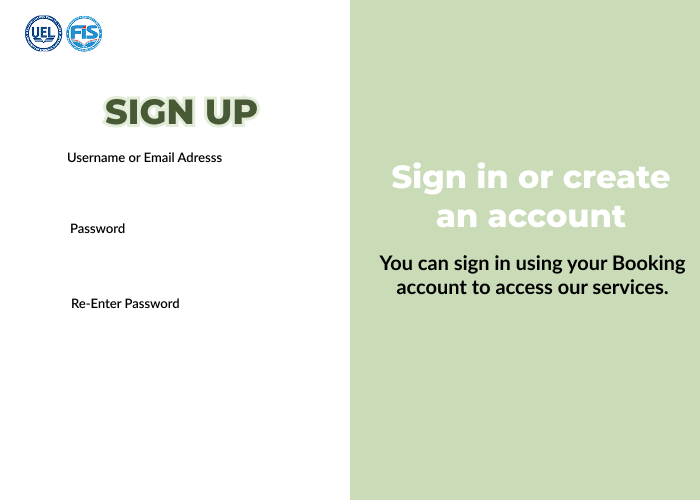 UEL
FIS
SIGN UP
Username or Email Adresss
Password
Re-Enter Password
Sign in or create
an account
You can sign in using your Booking
account to access our services.